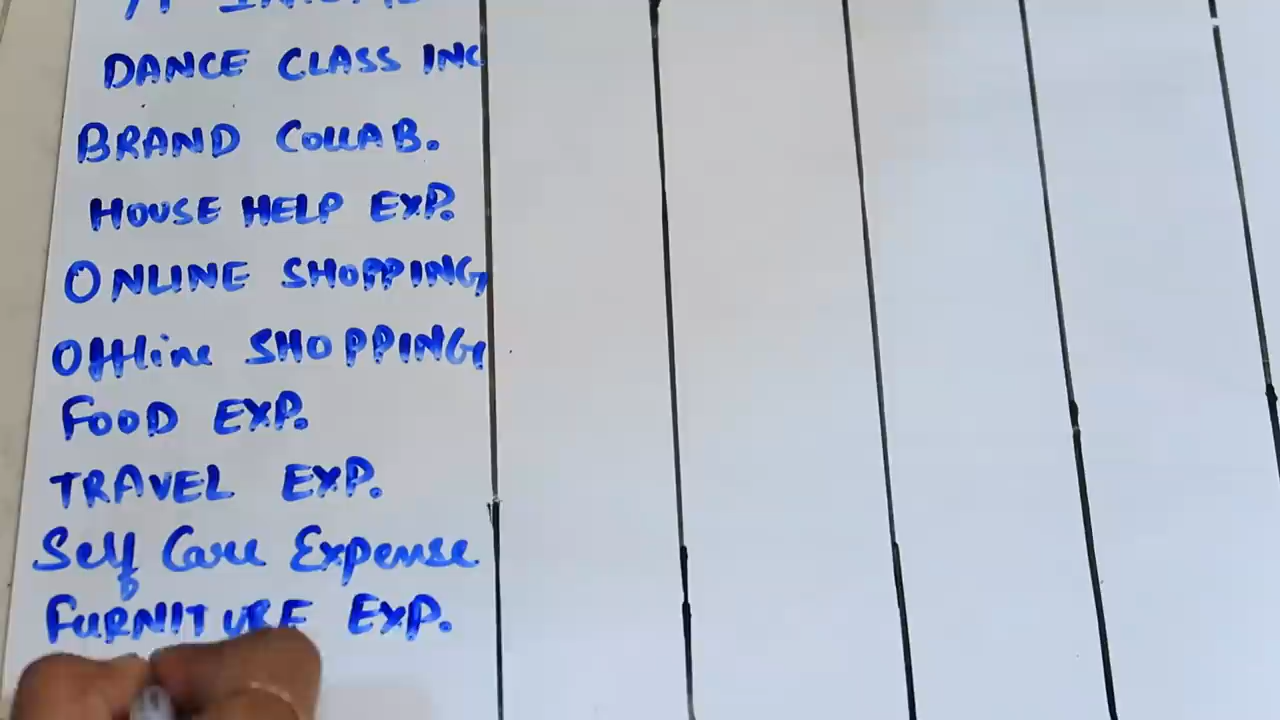 DANCE CLASS INC
BRAND COLLAB.
HOUSE HELP EXP.
ONLINE SHOPPING
Offline SHOPPING
FOOD EXP.
TRAVEL EXP.
Self Care Expense
FURNITURE EXP.